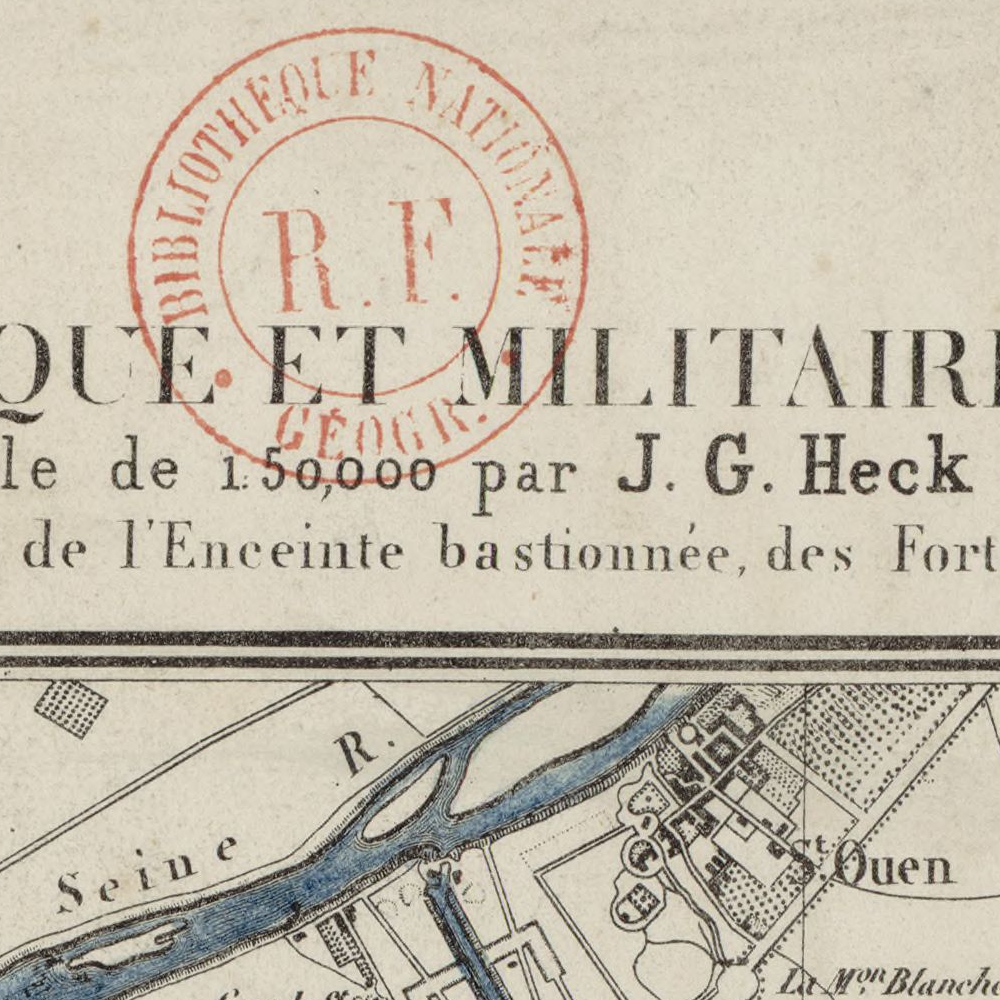 BIBLIOTHÈQUE NATIONALE
R.F.
GÉOGR.
QUE ET MILITAIRE
le de 1:50,000 par J. G. Heck
de l'Enceinte bastionnée, des Fort
R.
Seine
St. Ouen
La Mon Blanche